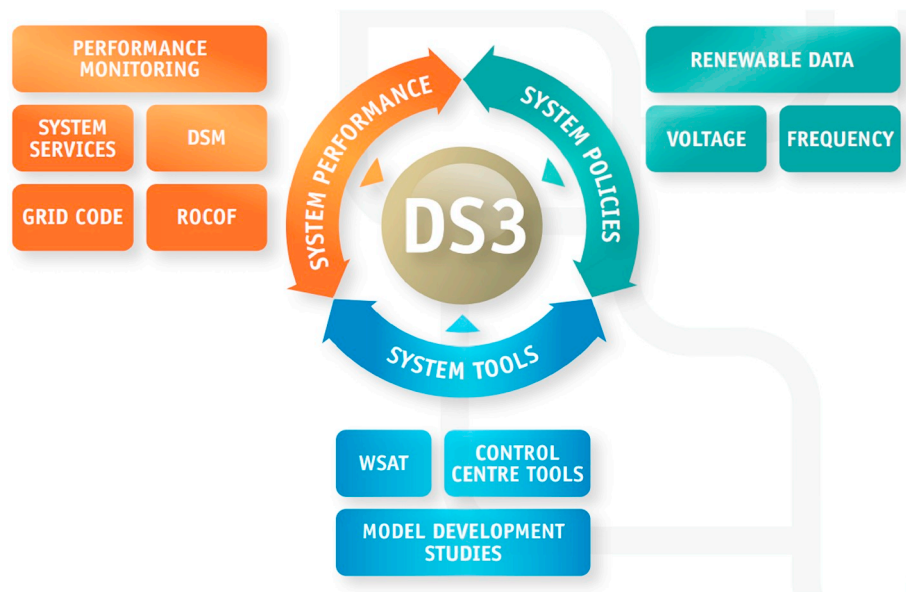 PERFORMANCE
MONITORING
SYSTEM
SERVICES
DSM
GRID CODE
ROCOF
SYSTEM PERFORMANCE
SYSTEM POLICIES
DS3
SYSTEM TOOLS
RENEWABLE DATA
VOLTAGE
FREQUENCY
WSAT
CONTROL
CENTRE TOOLS
MODEL DEVELOPMENT
STUDIES